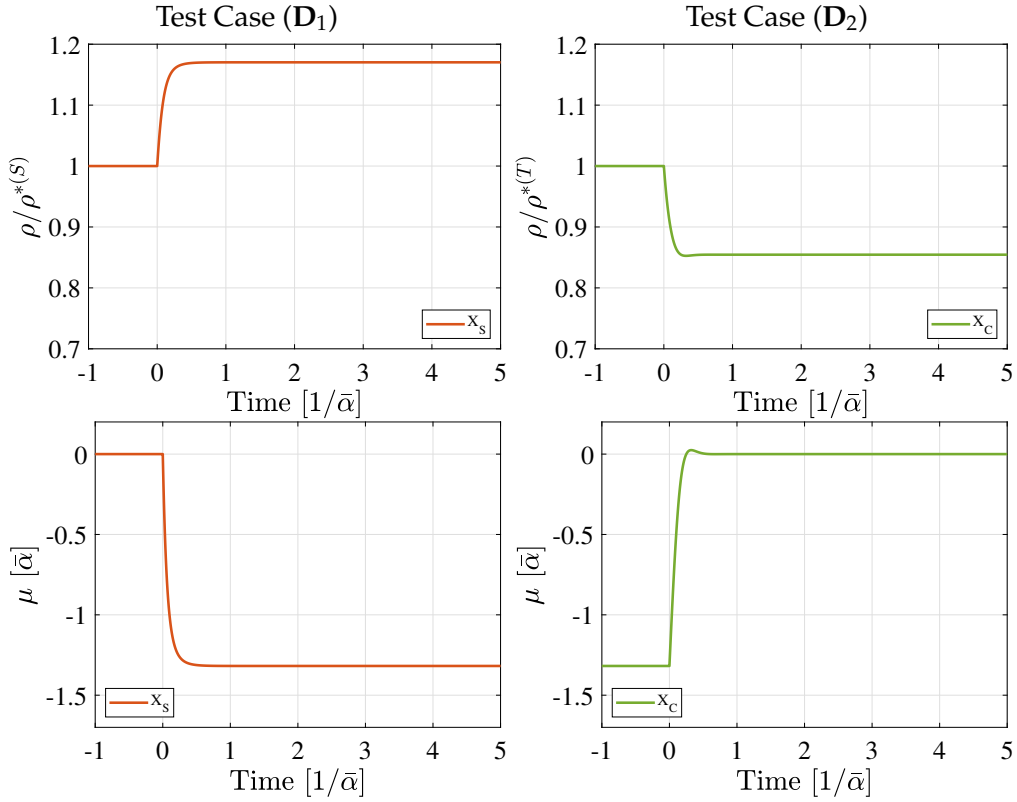 Test Case (D₁)
1.2
1.1
1
0.9
0.8
0.7
ρ/ρ*⁽ˢ⁾
X_S
-1 0 1 2 3 4 5
Time [1/ᾱ]
Test Case (D₂)
1.2
1.1
1
0.9
0.8
0.7
ρ/ρ*⁽ᵀ⁾
X_C
-1 0 1 2 3 4 5
Time [1/ᾱ]
0
-0.5
-1
-1.5
μ [ᾱ]
X_S
-1 0 1 2 3 4 5
Time [1/ᾱ]
0
-0.5
-1
-1.5
μ [ᾱ]
X_C
-1 0 1 2 3 4 5
Time [1/ᾱ]